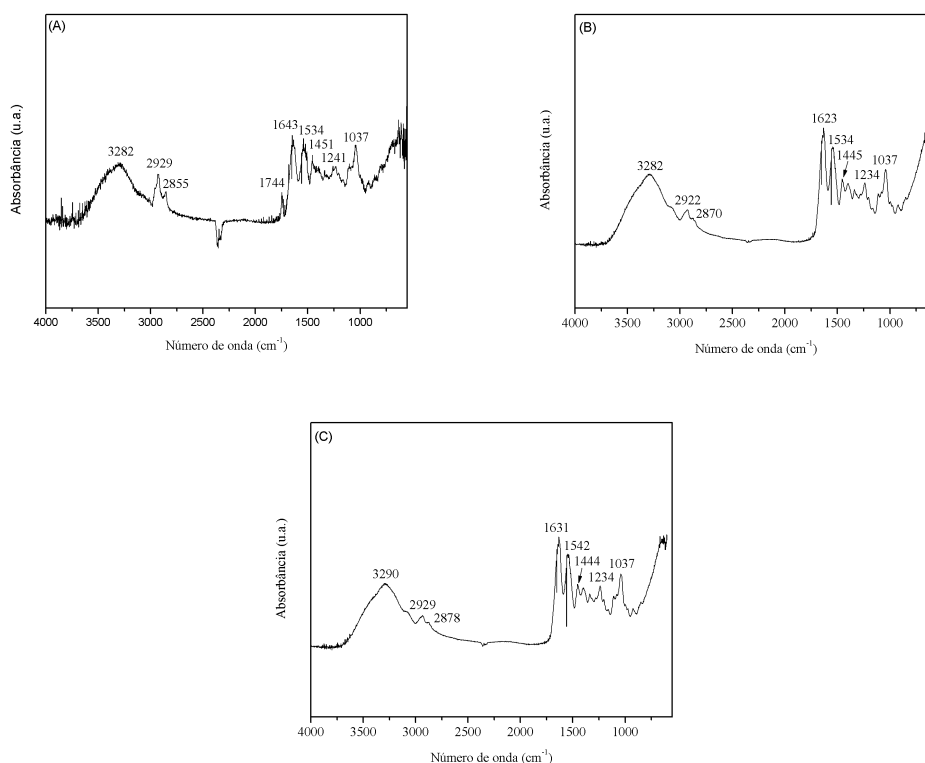 (A)
Absorbância (u.a.)
3282
2929
2855
1744
1643
1534
1451
1241
1037
4000 3500 3000 2500 2000 1500 1000
Número de onda (cm⁻¹)
(B)
Absorbância (u.a.)
3282
2922
2870
1623
1534
1445
1234
1037
4000 3500 3000 2500 2000 1500 1000
Número de onda (cm⁻¹)
(C)
Absorbância (u.a.)
3290
2929
2878
1631
1542
1444
1234
1037
4000 3500 3000 2500 2000 1500 1000
Número de onda (cm⁻¹)